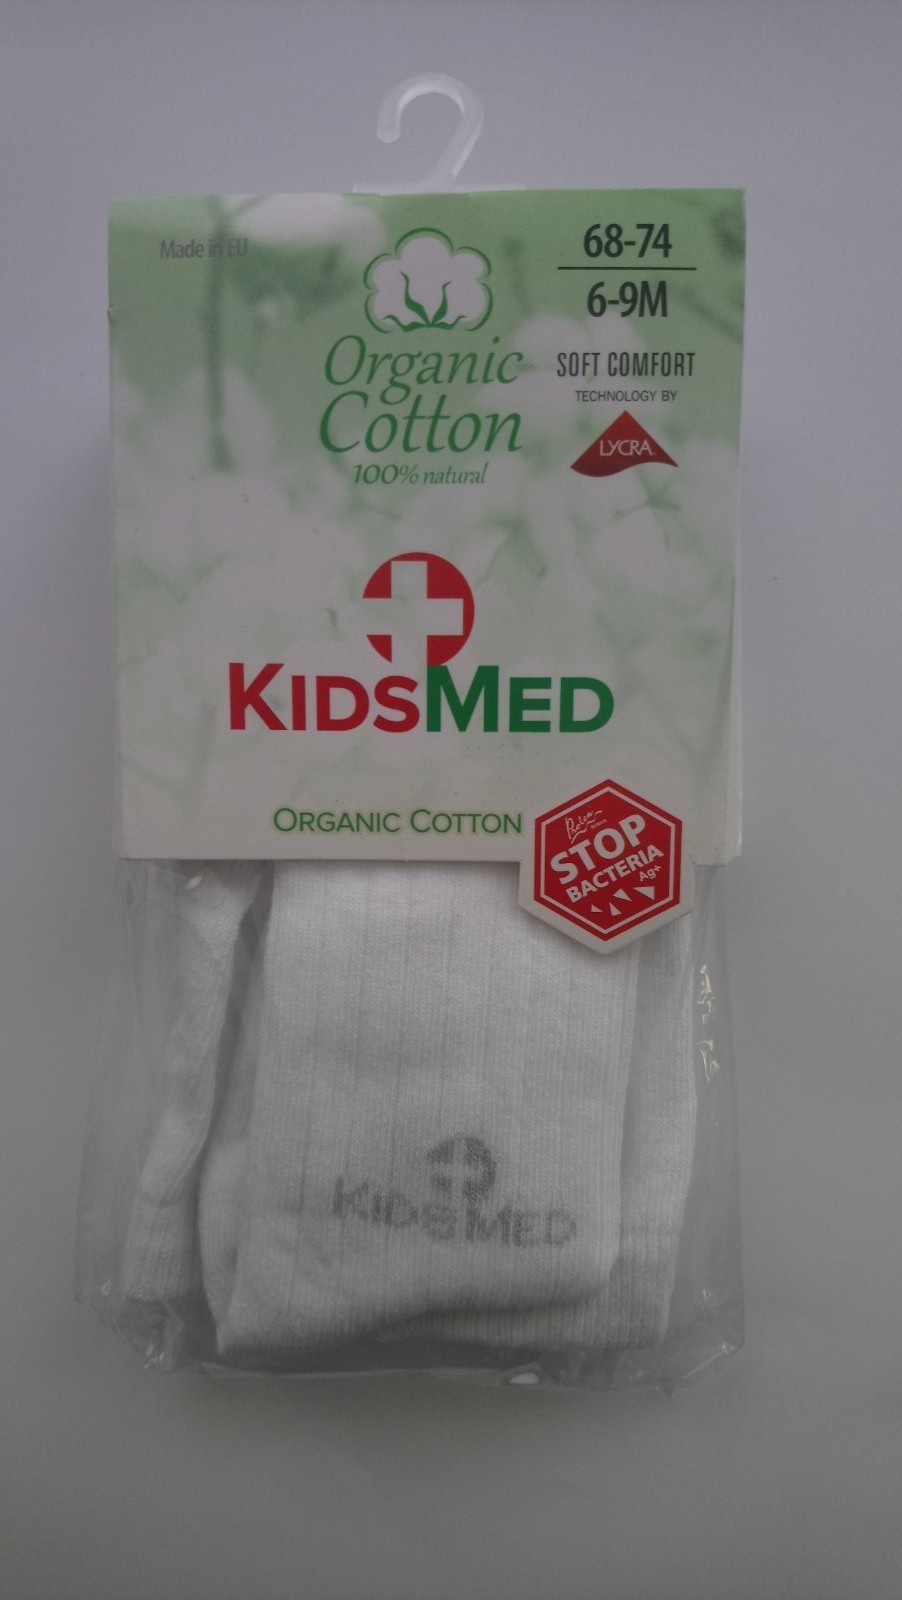 Made in EU
68-74
6-9M
Organic
Cotton
100% natural
SOFT COMFORT
TECHNOLOGY BY
LYCRA
KIDSMED
ORGANIC COTTON
STOP
BACTERIA
Ag+
KIDSMED